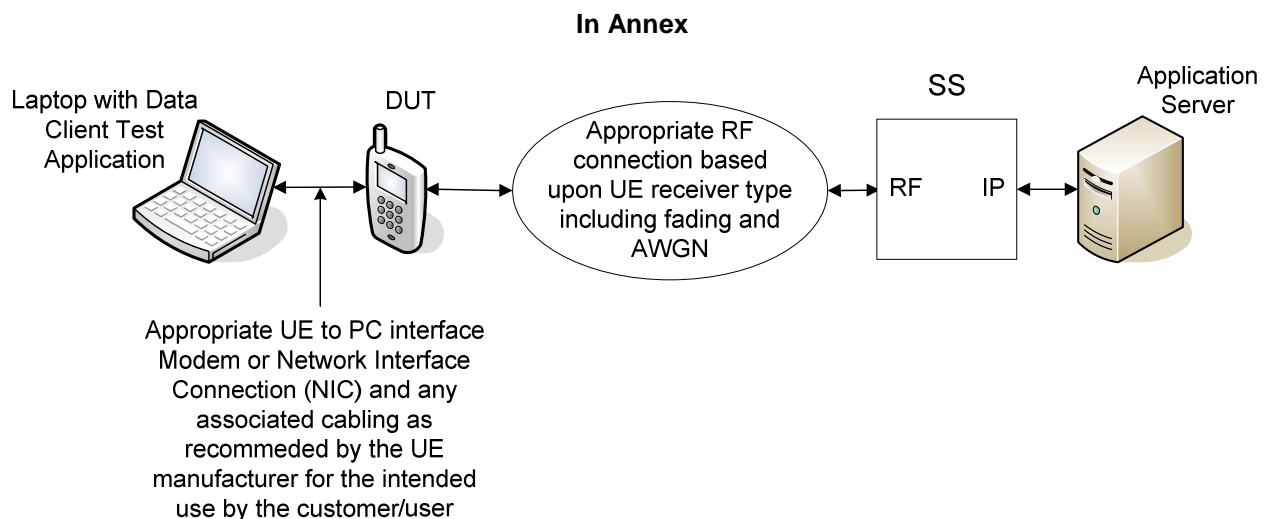 In Annex
Laptop with Data
Client Test
Application
DUT
Appropriate RF
connection based
upon UE receiver type
including fading and
AWGN
SS
RF IP
Application
Server
Appropriate UE to PC interface
Modem or Network Interface
Connection (NIC) and any
associated cabling as
recommeded by the UE
manufacturer for the intended
use by the customer/user